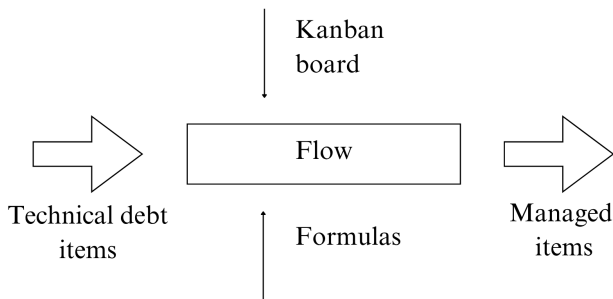 Kanban
board
Flow
Technical debt
items
Formulas
Managed
items